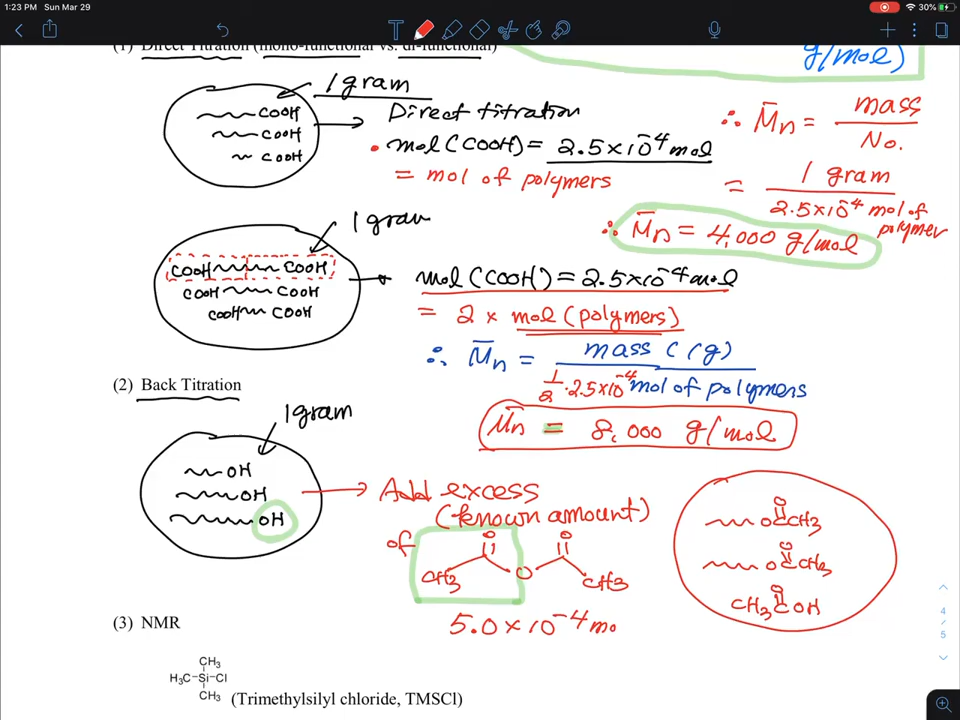 1:23 PM Sun Mar 29
30%
g/mol)
(1) Direct Titration (mono-functional vs. di-functional)
1 gram
COOH
COOH
COOH
Direct titration
mol(COOH) = 2.5×10⁻⁴ mol
= mol of polymers
∴ M̄n = mass / No.
= 1 gram / 2.5×10⁻⁴ mol of polymer
∴ M̄n = 4,000 g/mol
1 gram
COOH COOH
COOH COOH
COOH COOH
mol(COOH) = 2.5×10⁻⁴ mol
= 2 × mol(polymers)
∴ M̄n = mass (g) / ½ · 2.5×10⁻⁴ mol of polymers
M̄n = 8,000 g/mol
(2) Back Titration
1 gram
OH
OH
OH
Add excess
(known amount)
of
O O
CH3 O CH3
5.0 × 10⁻⁴ mo
O
OCCH3
O
OCCH3
O
CH3COH
(3) NMR
CH3
H3C-Si-Cl
CH3 (Trimethylsilyl chloride, TMSCl)
4
/
5